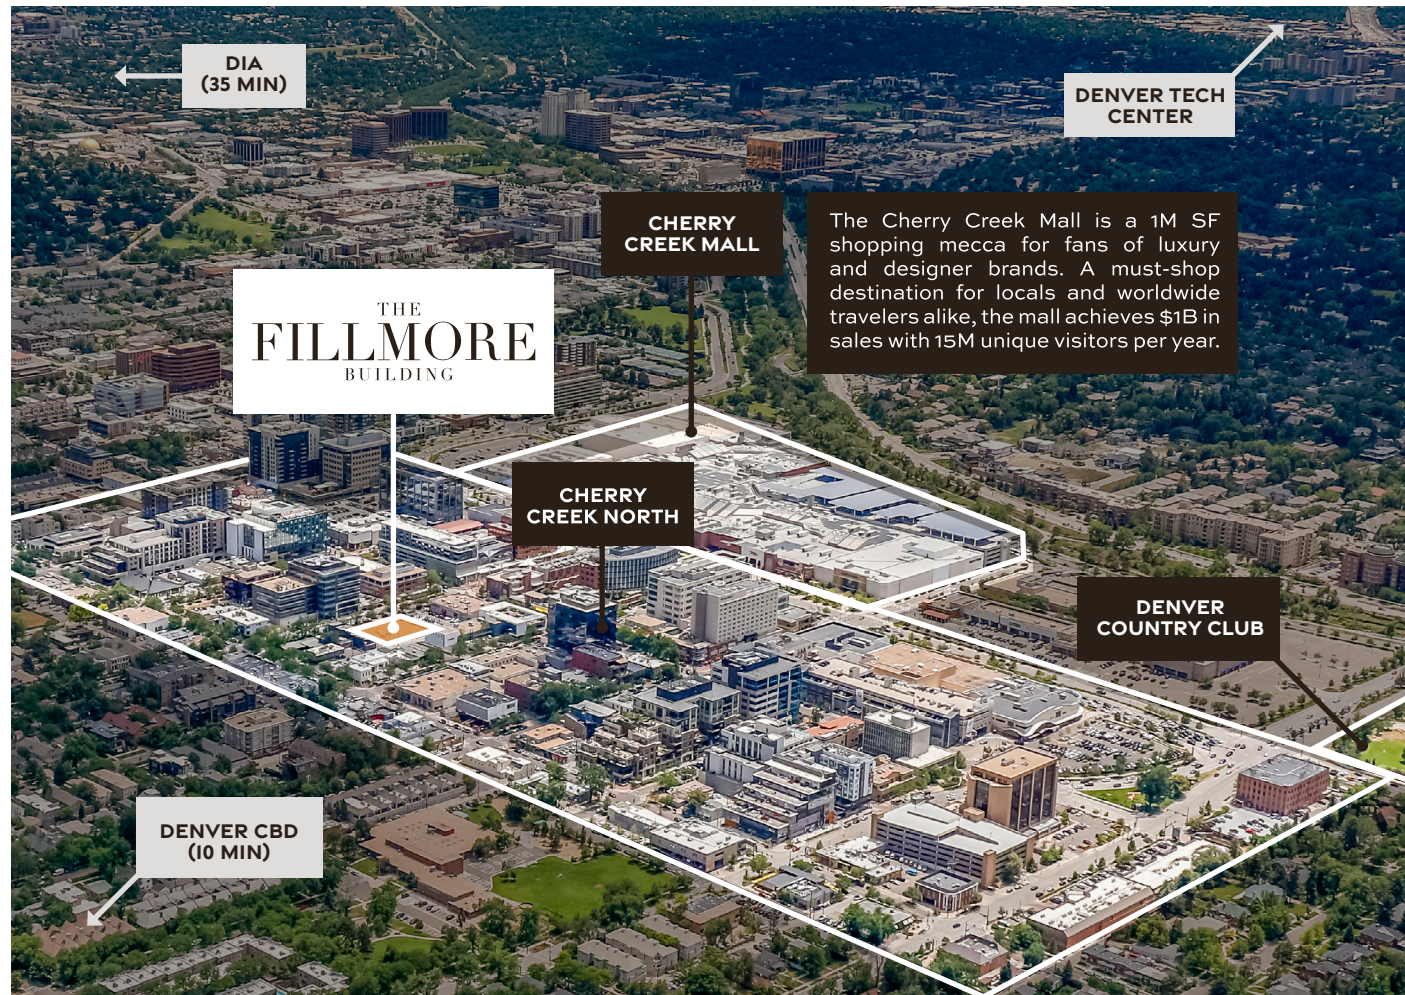 DIA
(35 MIN)
DENVER TECH
CENTER
CHERRY
CREEK MALL
The Cherry Creek Mall is a 1M SF
shopping mecca for fans of luxury
and designer brands. A must-shop
destination for locals and worldwide
travelers alike, the mall achieves $1B in
sales with 15M unique visitors per year.
THE
FILLMORE
BUILDING
CHERRY
CREEK NORTH
DENVER
COUNTRY CLUB
DENVER CBD
(10 MIN)